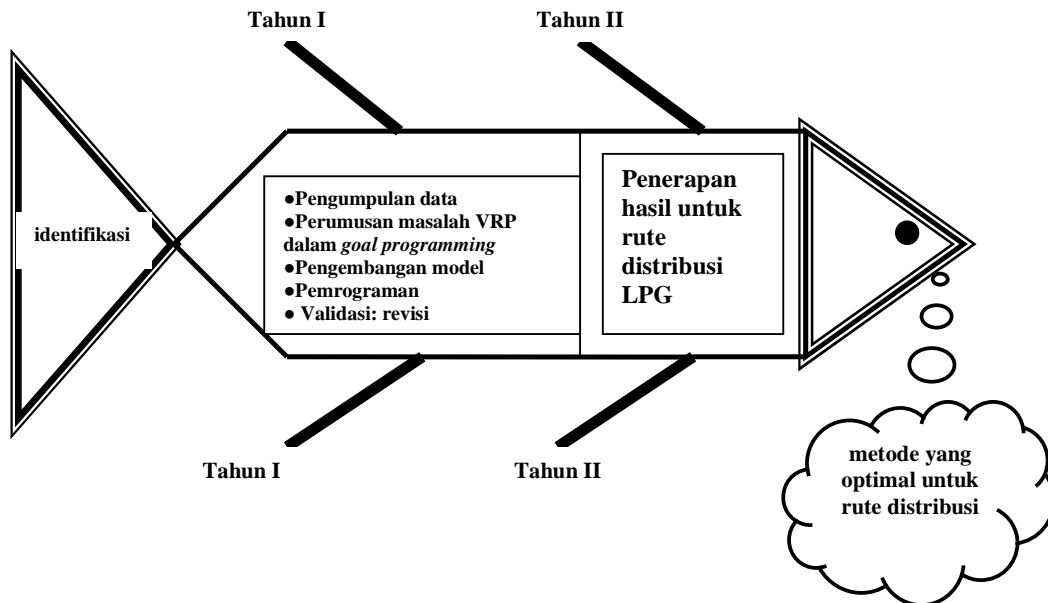 Tahun I
Tahun II
identifikasi
●Pengumpulan data
●Perumusan masalah VRP
dalam goal programming
●Pengembangan model
●Pemrograman
● Validasi: revisi
Penerapan
hasil untuk
rute
distribusi
LPG
Tahun I
Tahun II
metode yang
optimal untuk
rute distribusi